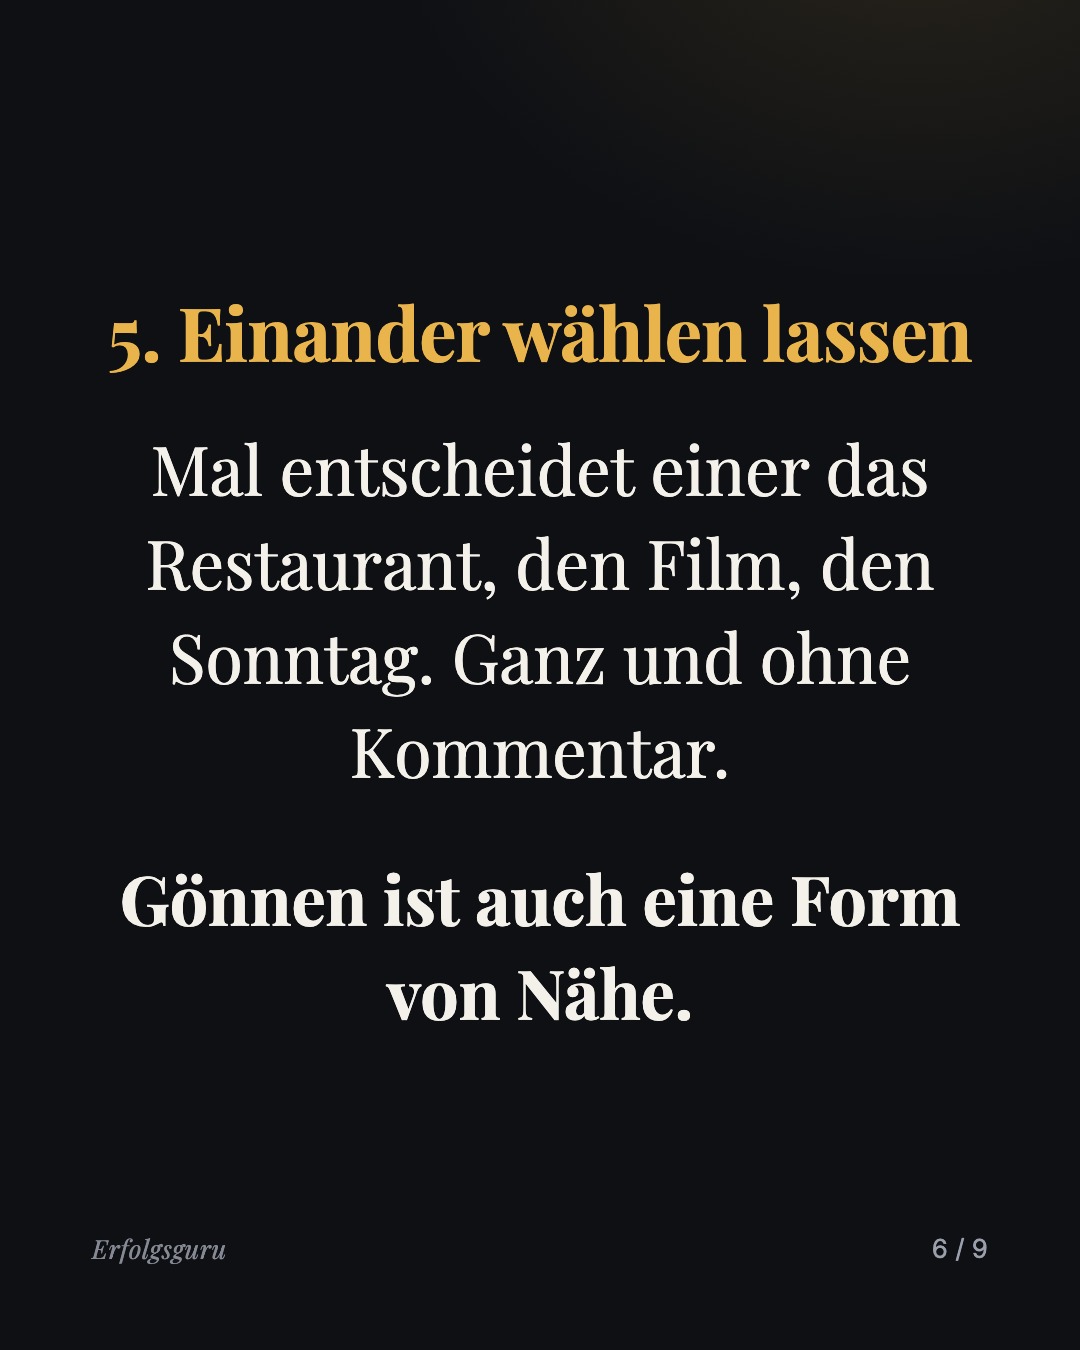 5. Einander wählen lassen
Mal entscheidet einer das
Restaurant, den Film, den
Sonntag. Ganz und ohne
Kommentar.
Gönnen ist auch eine Form
von Nähe.
Erfolgsguru
6 / 9